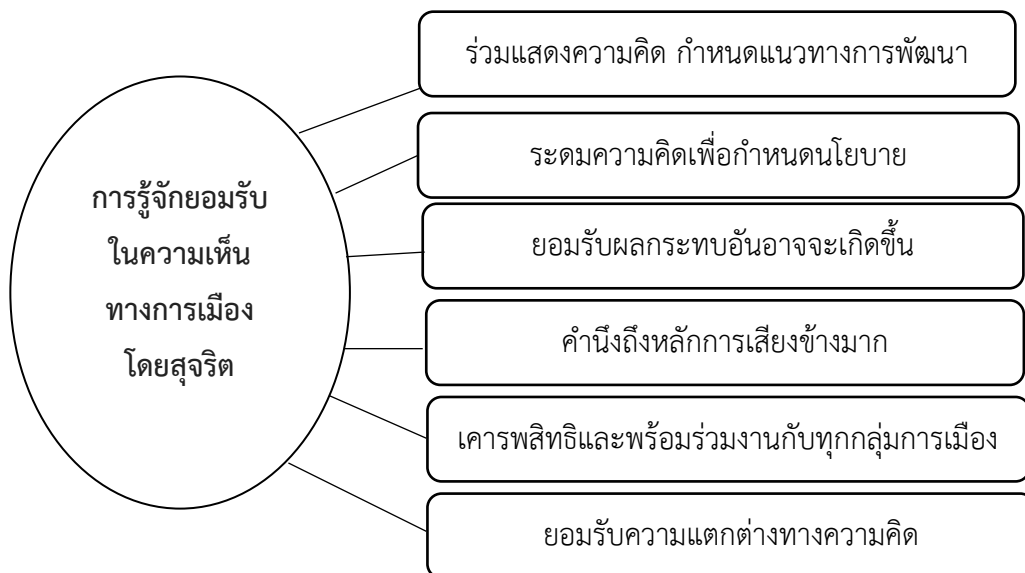 การรู้จักยอมรับ
ในความเห็น
ทางการเมือง
โดยสุจริต
ร่วมแสดงความคิด กำหนดแนวทางการพัฒนา
ระดมความคิดเพื่อกำหนดนโยบาย
ยอมรับผลกระทบอันอาจจะเกิดขึ้น
คำนึงถึงหลักการเสียงข้างมาก
เคารพสิทธิและพร้อมร่วมงานกับทุกกลุ่มการเมือง
ยอมรับความแตกต่างทางความคิด